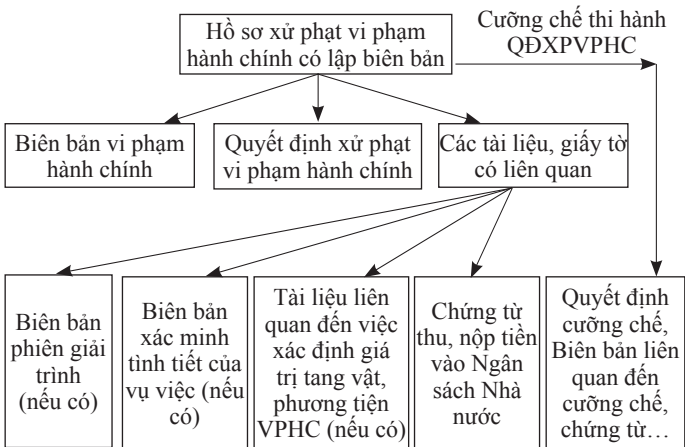 Hồ sơ xử phạt vi phạm
hành chính có lập biên bản
Cưỡng chế thi hành
QĐXPVPHC
Biên bản vi phạm
hành chính
Quyết định xử phạt
vi phạm hành chính
Các tài liệu, giấy tờ
có liên quan
Biên bản
phiên giải
trình
(nếu có)
Biên bản
xác minh
tình tiết của
vụ việc (nếu
có)
Tài liệu liên
quan đến việc
xác định giá
trị tang vật,
phương tiện
VPHC (nếu có)
Chứng từ
thu, nộp tiền
vào Ngân
sách Nhà
nước
Quyết định
cưỡng chế,
Biên bản liên
quan đến
cưỡng chế,
chứng từ…